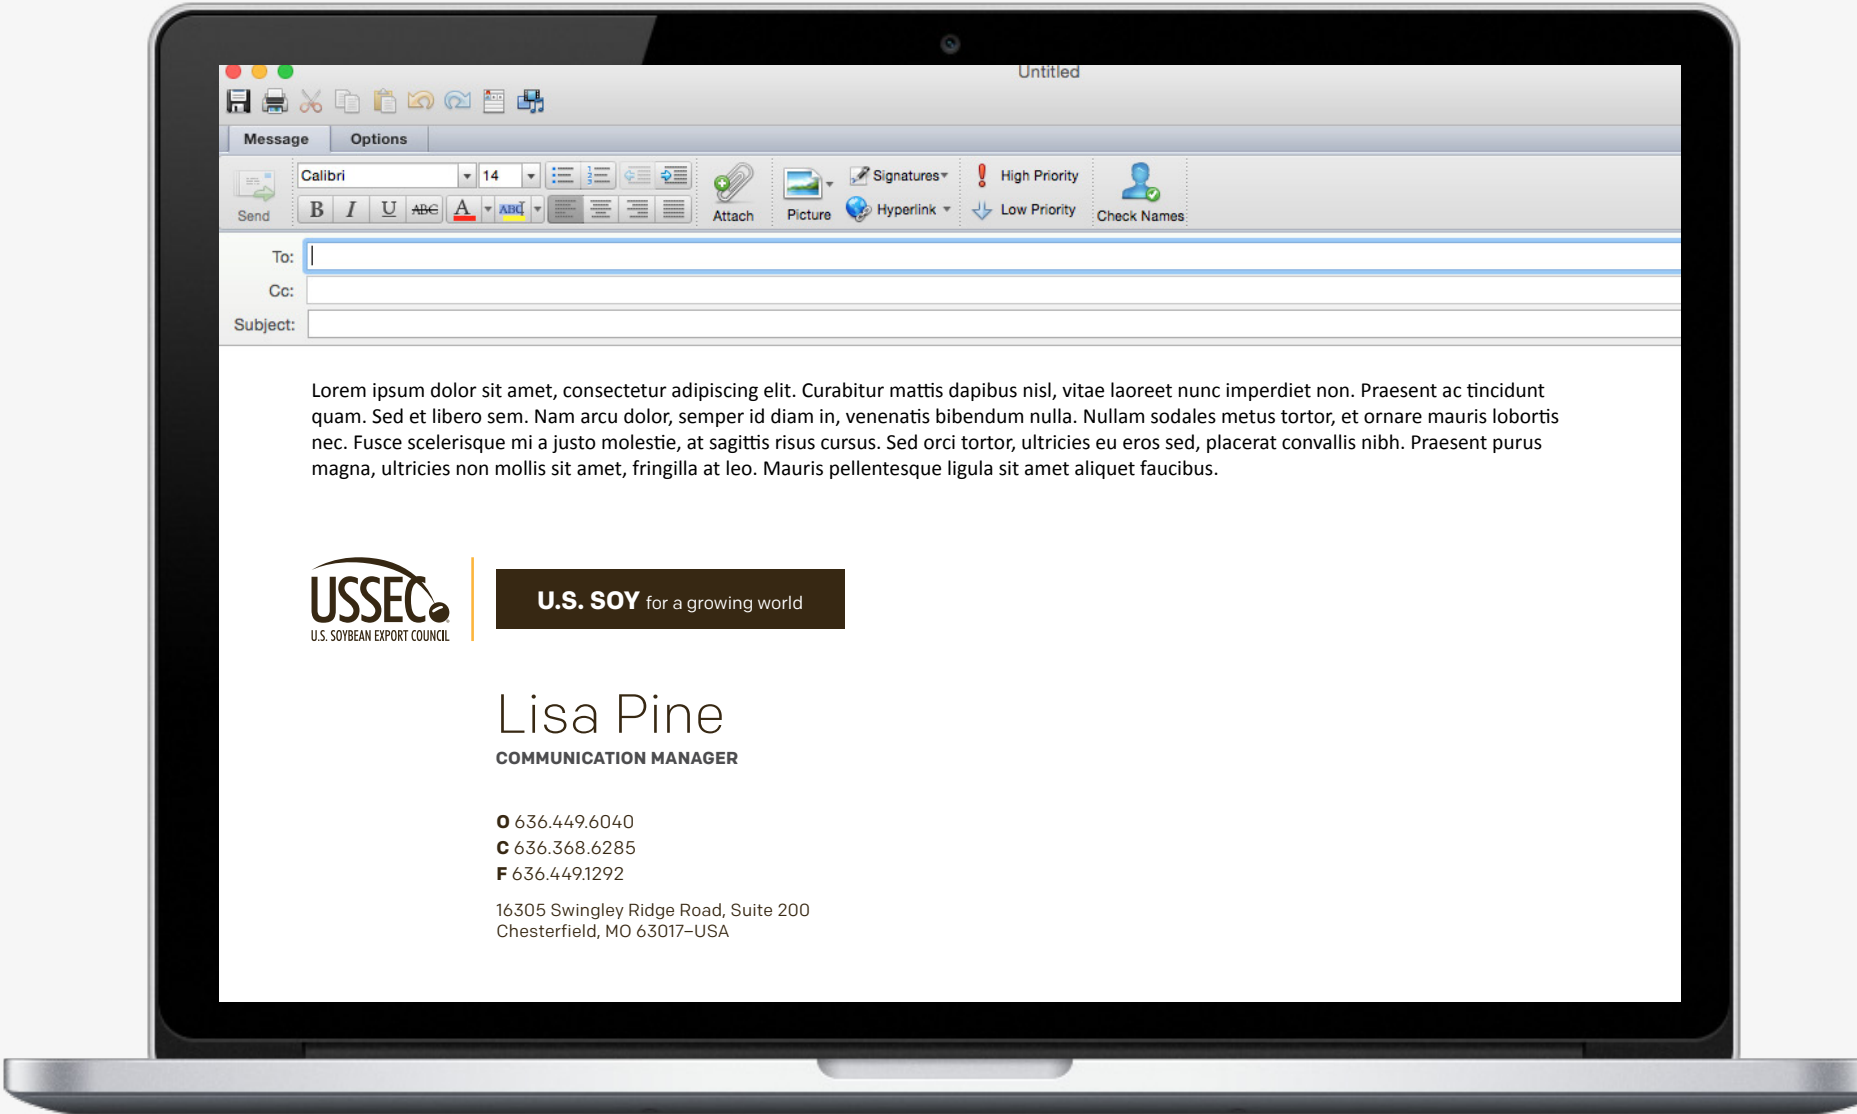 Untitled
Message Options
Calibri 14 Signatures High Priority
Send B I U ABC A ABC Attach Picture Hyperlink Low Priority Check Names
To:
Cc:
Subject:
Lorem ipsum dolor sit amet, consectetur adipiscing elit. Curabitur mattis dapibus nisl, vitae laoreet nunc imperdiet non. Praesent ac tincidunt
quam. Sed et libero sem. Nam arcu dolor, semper id diam in, venenatis bibendum nulla. Nullam sodales metus tortor, et ornare mauris lobortis
nec. Fusce scelerisque mi a justo molestie, at sagittis risus cursus. Sed orci tortor, ultricies eu eros sed, placerat convallis nibh. Praesent purus
magna, ultricies non mollis sit amet, fringilla at leo. Mauris pellentesque ligula sit amet aliquet faucibus.
USSEC
U.S. SOYBEAN EXPORT COUNCIL
U.S. SOY for a growing world
Lisa Pine
COMMUNICATION MANAGER
O 636.449.6040
C 636.368.6285
F 636.449.1292
16305 Swingley Ridge Road, Suite 200
Chesterfield, MO 63017–USA